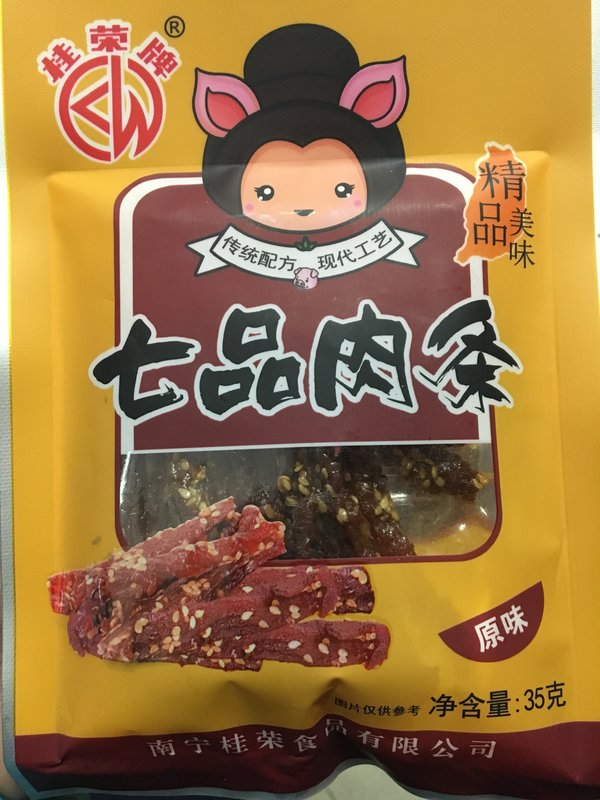 桂荣牌
®
精品
美味
传统配方 现代工艺
七品肉条
原味
图片仅供参考
净含量:35克
南宁桂荣食品有限公司